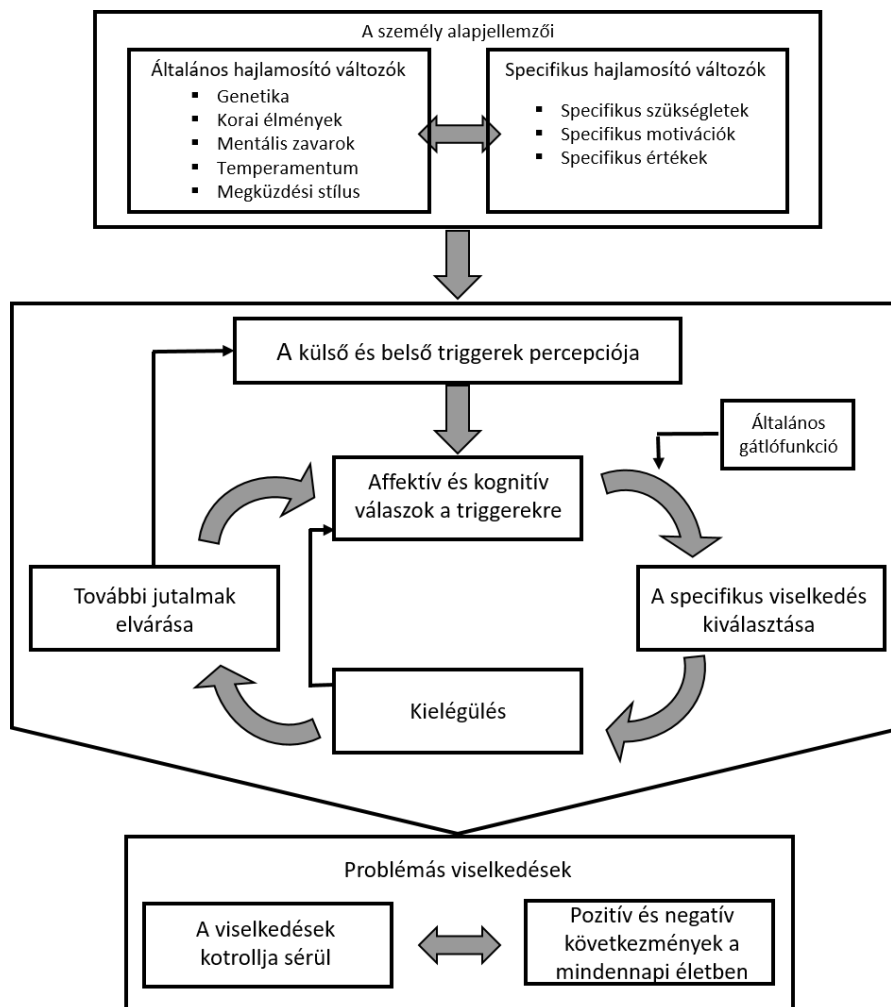 A személy alapjellemzői
Általános hajlamosító változók
▪ Genetika
▪ Korai élmények
▪ Mentális zavarok
▪ Temperamentum
▪ Megküzdési stílus
Specifikus hajlamosító változók
▪ Specifikus szükségletek
▪ Specifikus motivációk
▪ Specifikus értékek
A külső és belső triggerek percepciója
Általános
gátlófunkció
Affektív és kognitív
válaszok a triggerekre
További jutalmak
elvárása
A specifikus viselkedés
kiválasztása
Kielégülés
Problémás viselkedések
A viselkedések
kotrollja sérül
Pozitív és negatív
következmények a
mindennapi életben